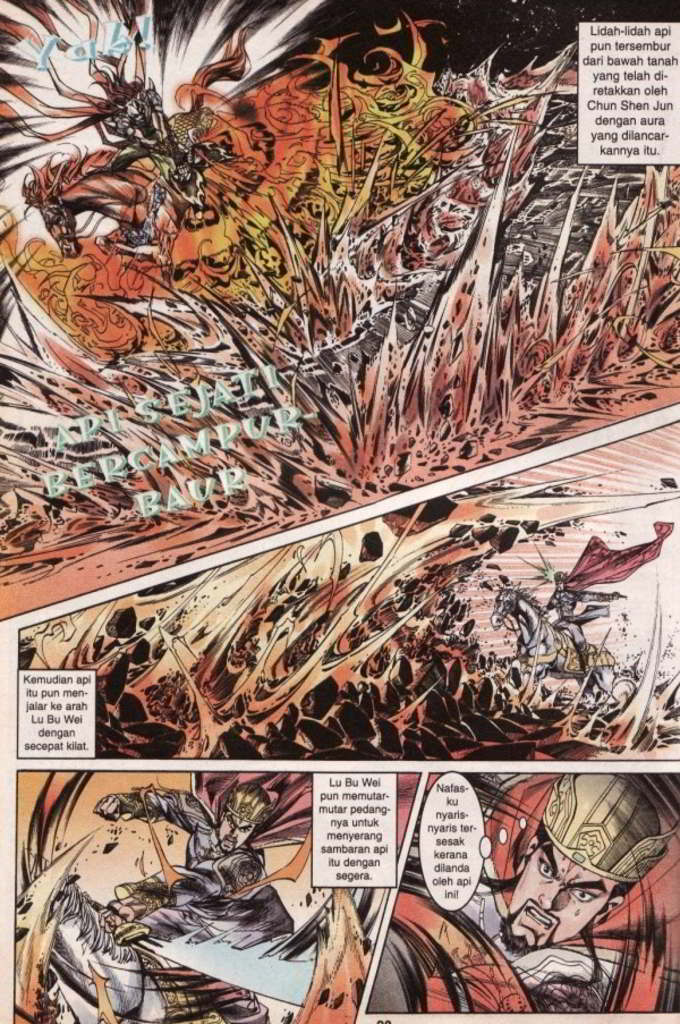 Yah!
Lidah-lidah api
pun tersembur
dari bawah tanah
yang telah di-
retakkan oleh
Chun Shen Jun
dengan aura
yang dilancar-
kannya itu.
API SEJATI
BERCAMPUR-
BAUR
Kemudian api
itu pun men-
jalar ke arah
Lu Bu Wei
dengan
secepat kilat.
Lu Bu Wei
pun memutar-
mutar pedang-
nya untuk
menyerang
sambaran api
itu dengan
segera.
Nafas-
ku
nyaris-
nyaris ter-
sesak
kerana
dilanda
oleh api
ini!